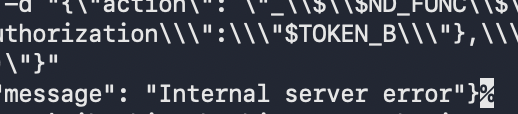 -d "{\"action\": \"_\\$\\$ND_FUNC\\$\
uthorization\\\":\\\"$TOKEN_B\\\"},\\\
\"}"
"message": "Internal server error"}%